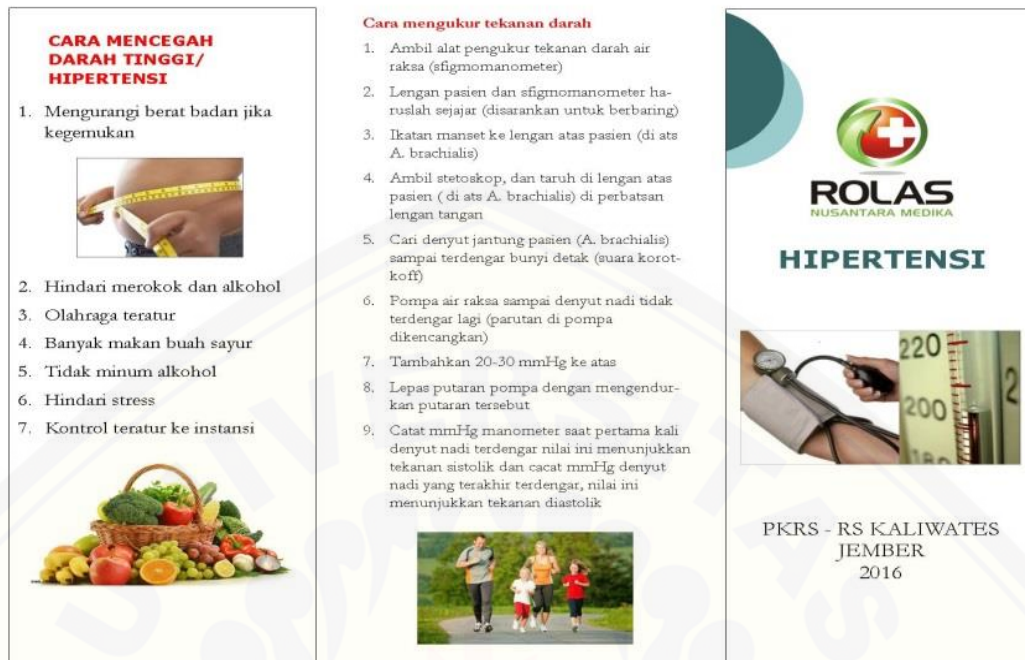 CARA MENCEGAH
DARAH TINGGI/
HIPERTENSI
1. Mengurangi berat badan jika
kegemukan
2. Hindari merokok dan alkohol
3. Olahraga teratur
4. Banyak makan buah sayur
5. Tidak minum alkohol
6. Hindari stress
7. Kontrol teratur ke instansi
Cara mengukur tekanan darah
1. Ambil alat pengukur tekanan darah air
raksa (sfigmomanometer)
2. Lengan pasien dan sfigmomanometer ha-
ruslah sejajar (disarankan untuk berbaring)
3. Ikatan manset ke lengan atas pasien (di ats
A. brachialis)
4. Ambil stetoskop, dan taruh di lengan atas
pasien ( di ats A. brachialis) di perbatsan
lengan tangan
5. Cari denyut jantung pasien (A. brachialis)
sampai terdengar bunyi detak (suara korot-
koff)
6. Pompa air raksa sampai denyut nadi tidak
terdengar lagi (parutan di pompa
dikencangkan)
7. Tambahkan 20-30 mmHg ke atas
8. Lepas putaran pompa dengan mengendur-
kan putaran tersebut
9. Catat mmHg manometer saat pertama kali
denyut nadi terdengar nilai ini menunjukkan
tekanan sistolik dan cacat mmHg denyut
nadi yang terakhir terdengar, nilai ini
menunjukkan tekanan diastolik
ROLAS
NUSANTARA MEDIKA
HIPERTENSI
220
200
180
2
PKRS - RS KALIWATES
JEMBER
2016